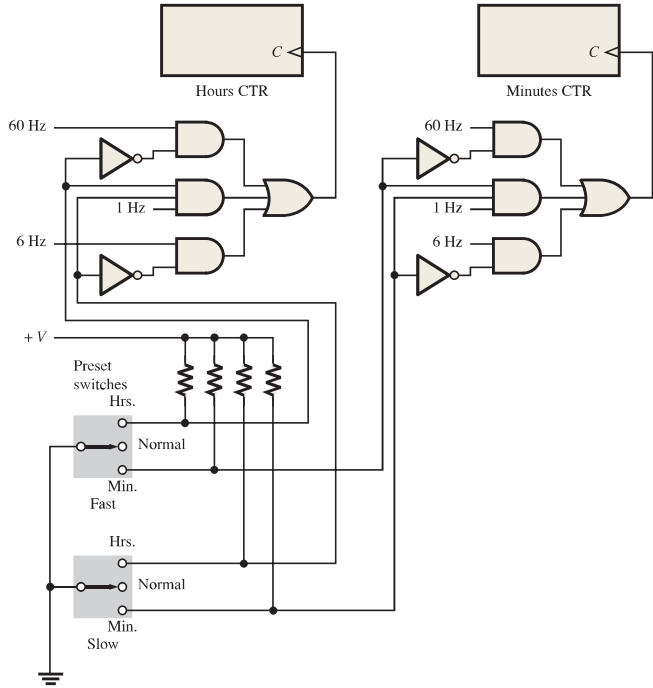 C
Hours CTR
C
Minutes CTR
60 Hz
1 Hz
6 Hz
60 Hz
1 Hz
6 Hz
+ V
Preset
switches
Hrs.
Normal
Min.
Fast
Hrs.
Normal
Min.
Slow